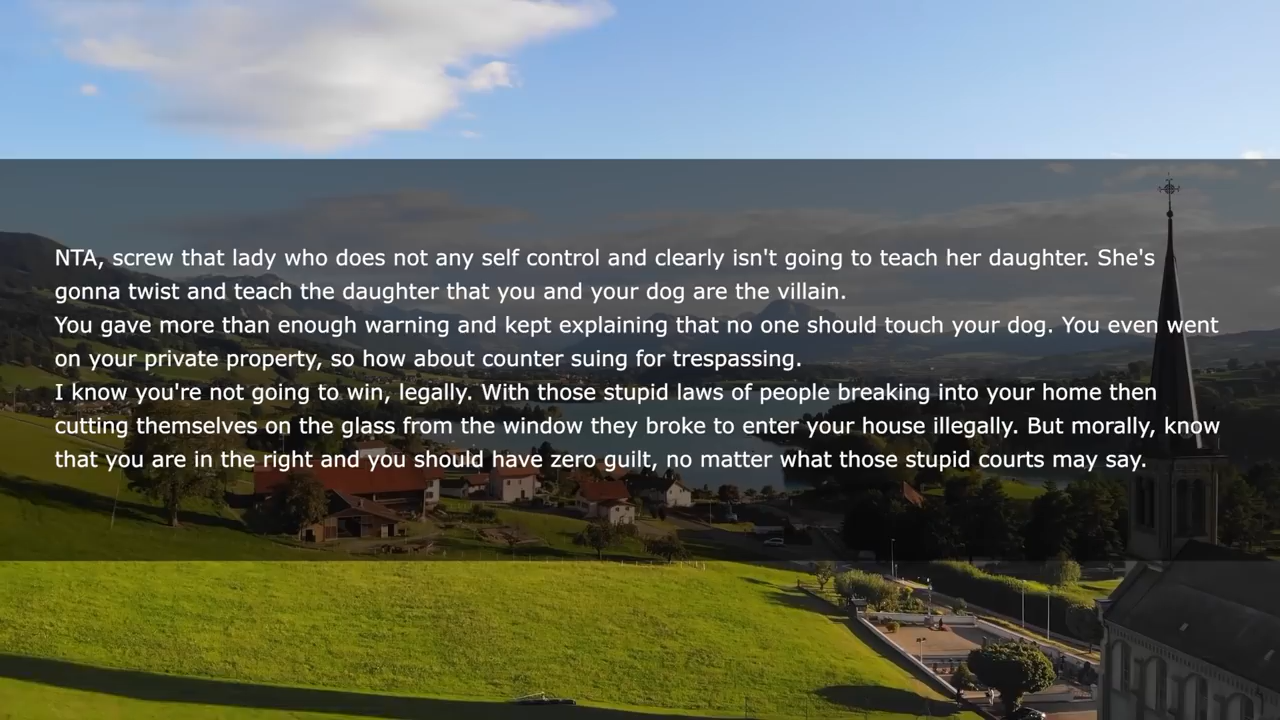 NTA, screw that lady who does not any self control and clearly isn't going to teach her daughter. She's
gonna twist and teach the daughter that you and your dog are the villain.
You gave more than enough warning and kept explaining that no one should touch your dog. You even went
on your private property, so how about counter suing for trespassing.
I know you're not going to win, legally. With those stupid laws of people breaking into your home then
cutting themselves on the glass from the window they broke to enter your house illegally. But morally, know
that you are in the right and you should have zero guilt, no matter what those stupid courts may say.